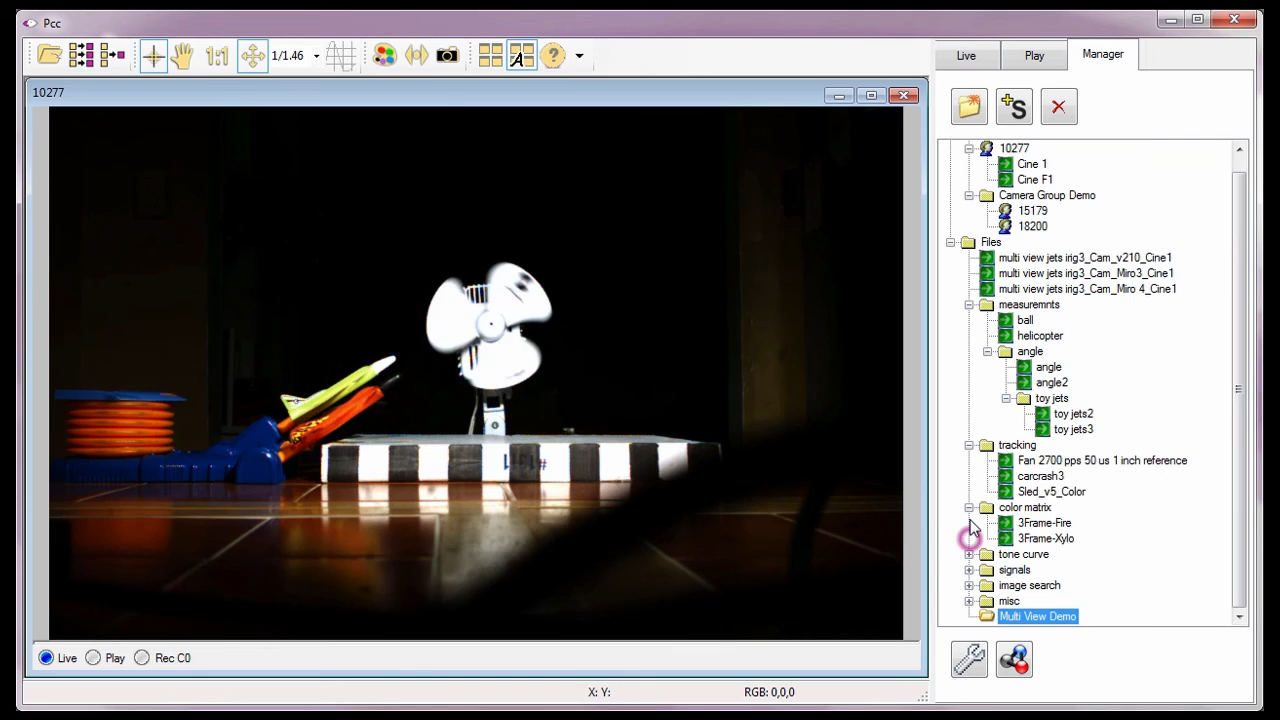 Pcc
1:1
1/1.46
A
?
Live
Play
Manager
10277
S
10277
Cine 1
Cine F1
Camera Group Demo
15179
18200
Files
multi view jets irig3_Cam_v210_Cine1
multi view jets irig3_Cam_Miro3_Cine1
multi view jets irig3_Cam_Miro 4_Cine1
measuremnts
ball
helicopter
angle
angle
angle2
toy jets
toy jets2
toy jets3
tracking
Fan 2700 pps 50 us 1 inch reference
carcrash3
Sled_v5_Color
color matrix
3Frame-Fire
3Frame-Xylo
tone curve
signals
image search
misc
Multi View Demo
Live
Play
Rec C0
X: Y:
RGB: 0,0,0